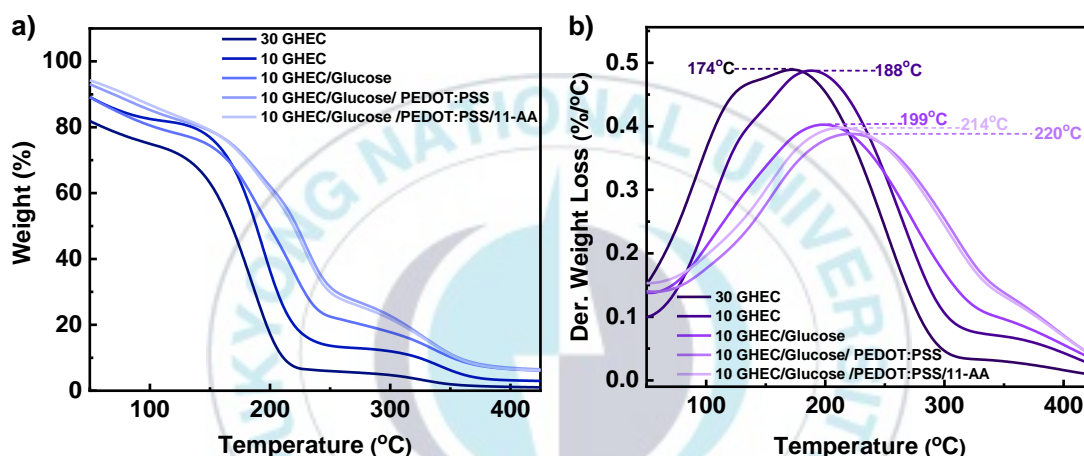 a)
30 GHEC
10 GHEC
10 GHEC/Glucose
10 GHEC/Glucose/ PEDOT:PSS
10 GHEC/Glucose /PEDOT:PSS/11-AA
100
80
60
40
20
0
Weight (%)
100
200
300
400
Temperature (°C)
b)
174°C
188°C
199°C
214°C
220°C
0.5
0.4
0.3
0.2
0.1
0.0
Der. Weight Loss (%/°C)
30 GHEC
10 GHEC
10 GHEC/Glucose
10 GHEC/Glucose/ PEDOT:PSS
10 GHEC/Glucose /PEDOT:PSS/11-AA
100
200
300
400
Temperature (°C)
UKYONG NATIONAL UNIVERSIT